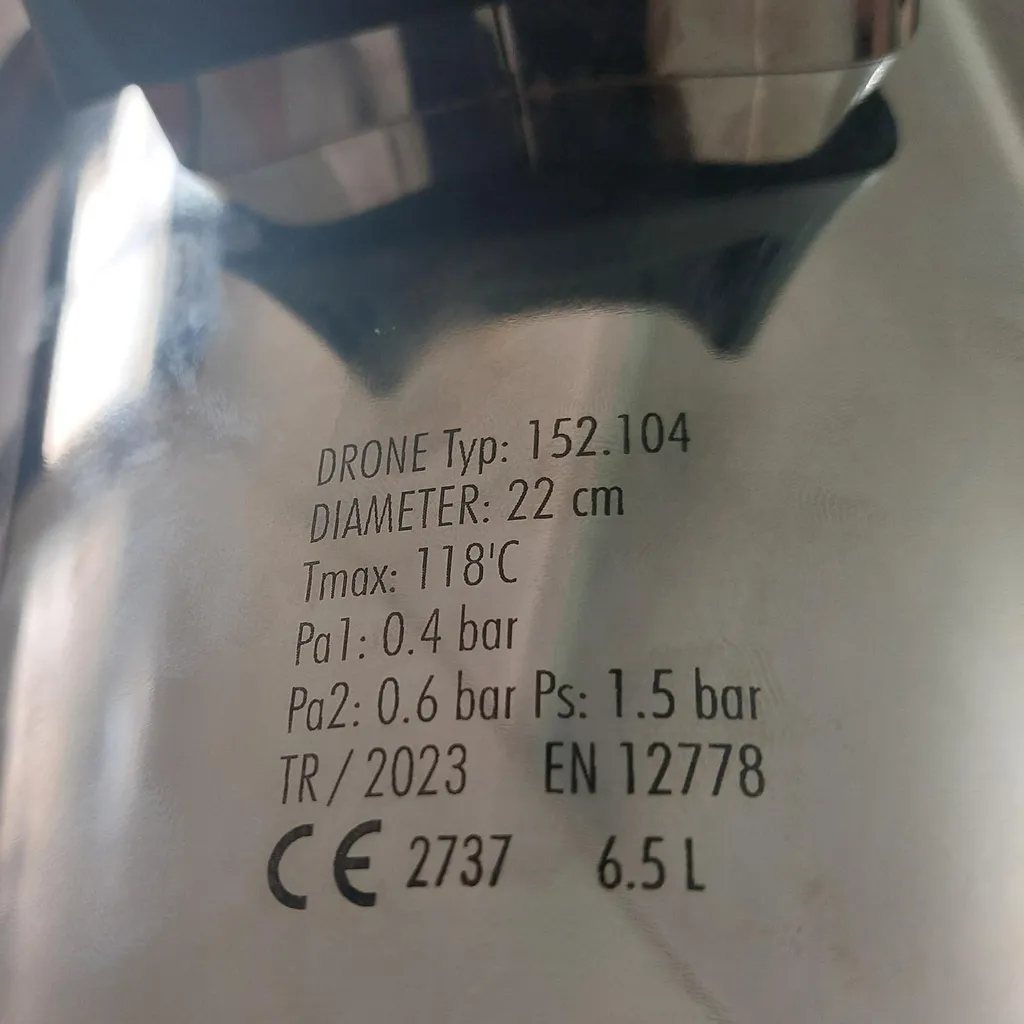 DRONE Typ: 152.104
DIAMETER: 22 cm
Tmax: 118'C
Pa1: 0.4 bar
Pa2: 0.6 bar Ps: 1.5 bar
TR / 2023 EN 12778
CE 2737 6.5 L